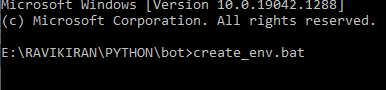 Microsoft Windows [Version 10.0.19042.1288]
(c) Microsoft Corporation. All rights reserved.
E:\RAVIKIRAN\PYTHON\bot>create_env.bat